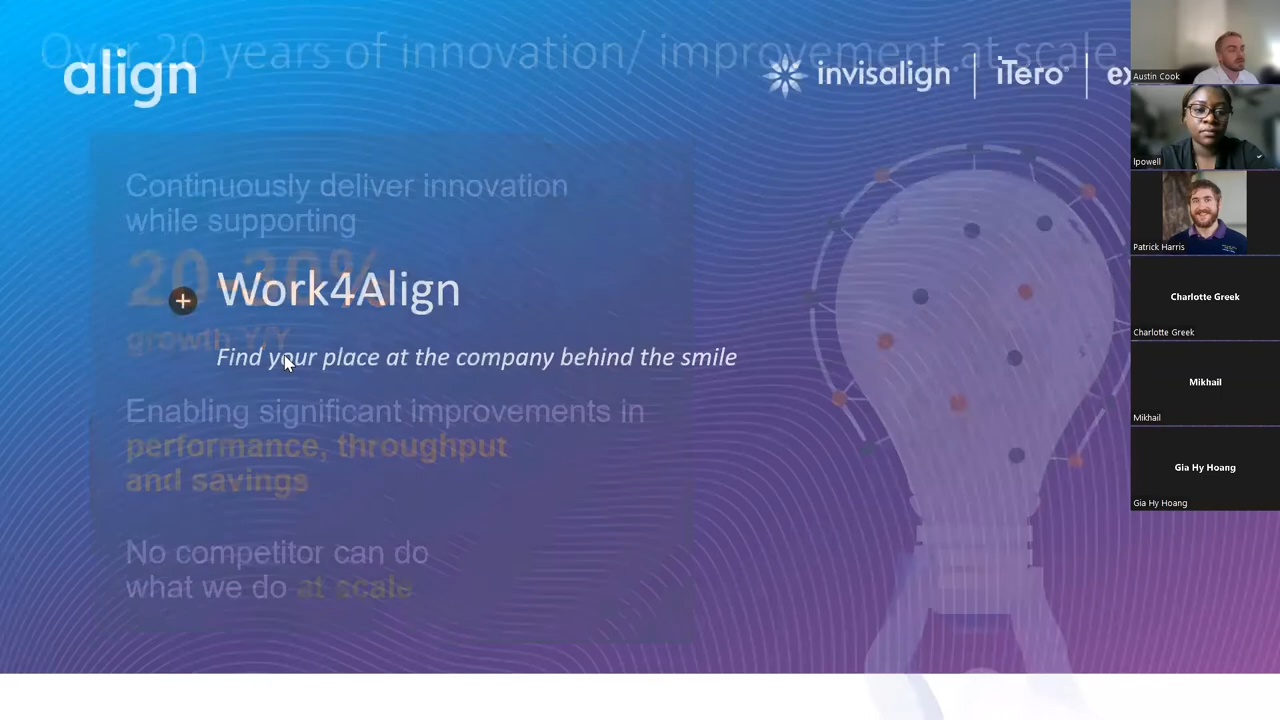 Over 20 years of innovation/ improvement at scale
align
invisalign
iTero
ex
Continuously deliver innovation
while supporting
20-30%
growth Y/Y
Work4Align
Find your place at the company behind the smile
Enabling significant improvements in
performance, throughput
and savings
No competitor can do
what we do at scale
Austin Cook
lpowell
Patrick Harris
Charlotte Greek
Charlotte Greek
Mikhail
Mikhail
Gia Hy Hoang
Gia Hy Hoang